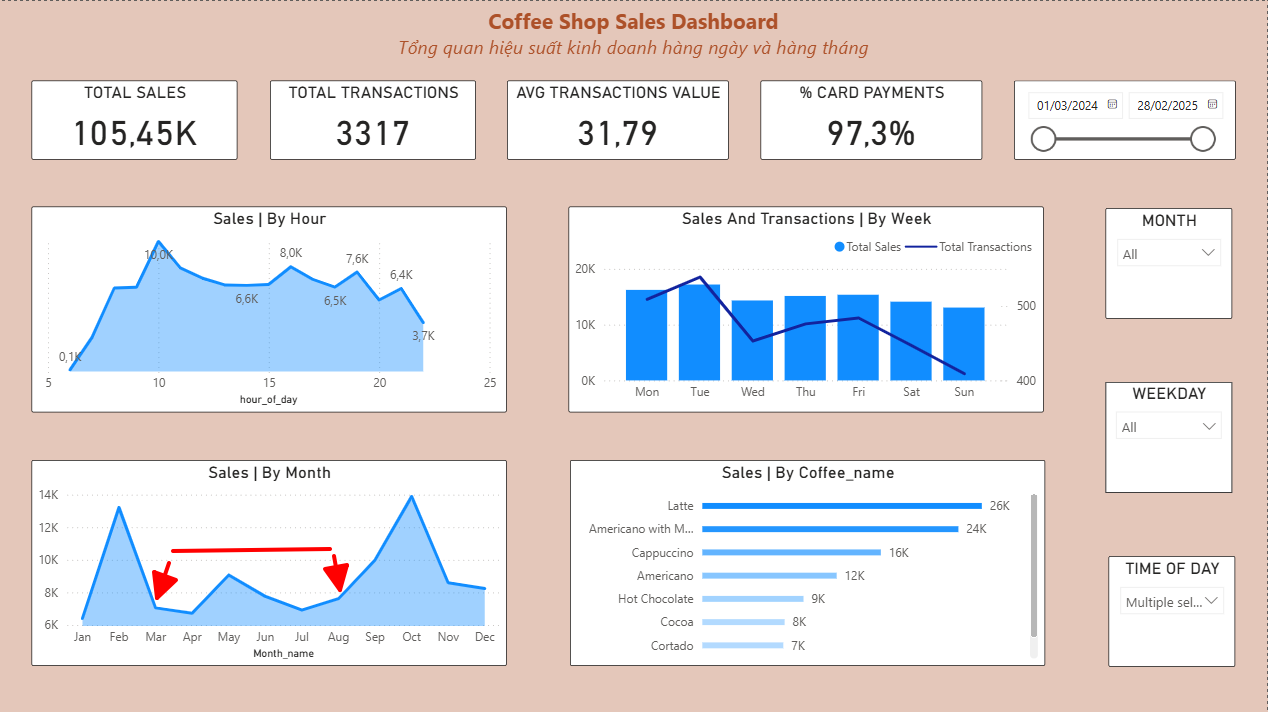 Coffee Shop Sales Dashboard
Tổng quan hiệu suất kinh doanh hàng ngày và hàng tháng
TOTAL SALES
105,45K
TOTAL TRANSACTIONS
3317
AVG TRANSACTIONS VALUE
31,79
% CARD PAYMENTS
97,3%
01/03/2024
28/02/2025
Sales | By Hour
10,0K
8,0K
7,6K
6,4K
6,6K
6,5K
3,7K
0,1K
5 10 15 20 25
hour_of_day
Sales And Transactions | By Week
Total Sales Total Transactions
20K
10K
0K
500
400
Mon Tue Wed Thu Fri Sat Sun
MONTH
All
WEEKDAY
All
Sales | By Month
14K
12K
10K
8K
6K
Jan Feb Mar Apr May Jun Jul Aug Sep Oct Nov Dec
Month_name
Sales | By Coffee_name
Latte 26K
Americano with M... 24K
Cappuccino 16K
Americano 12K
Hot Chocolate 9K
Cocoa 8K
Cortado 7K
TIME OF DAY
Multiple sel...